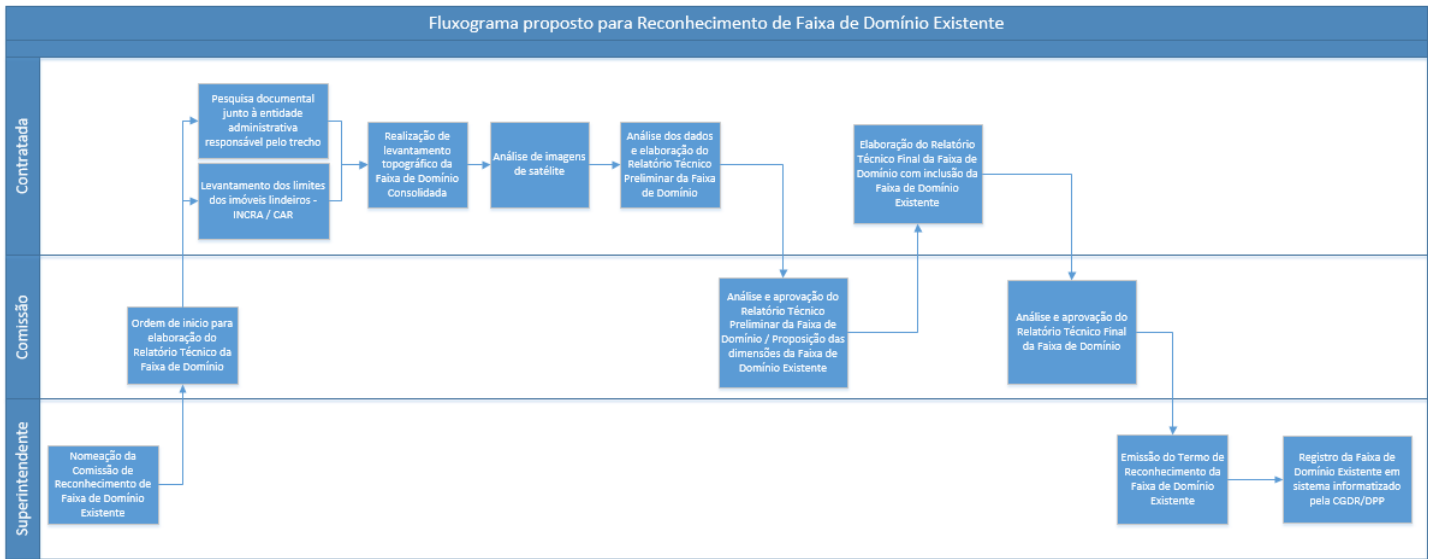 Fluxograma proposto para Reconhecimento de Faixa de Domínio Existente
Contratada
Pesquisa documental
junto à entidade
administrativa
responsável pelo trecho
Levantamento dos limites
dos imóveis lindeiros -
INCRA / CAR
Realização de
levantamento
topográfico da
Faixa de Domínio
Consolidada
Análise de imagens
de satélite
Análise dos dados
e elaboração do
Relatório Técnico
Preliminar da Faixa
de Domínio
Elaboração do Relatório
Técnico Final da Faixa de
Domínio com inclusão da
Faixa de Domínio
Existente
Comissão
Ordem de inicio para
elaboração do
Relatório Técnico da
Faixa de Domínio
Análise e aprovação do
Relatório Técnico
Preliminar da Faixa de
Domínio / Proposição das
dimensões da Faixa de
Domínio Existente
Análise e aprovação do
Relatório Técnico Final
da Faixa de Domínio
Superintendente
Nomeação da
Comissão de
Reconhecimento de
Faixa de Domínio
Existente
Emissão do Termo de
Reconhecimento da
Faixa de Domínio
Existente
Registro da Faixa de
Domínio Existente em
sistema informatizado
pela CGDR/DPP